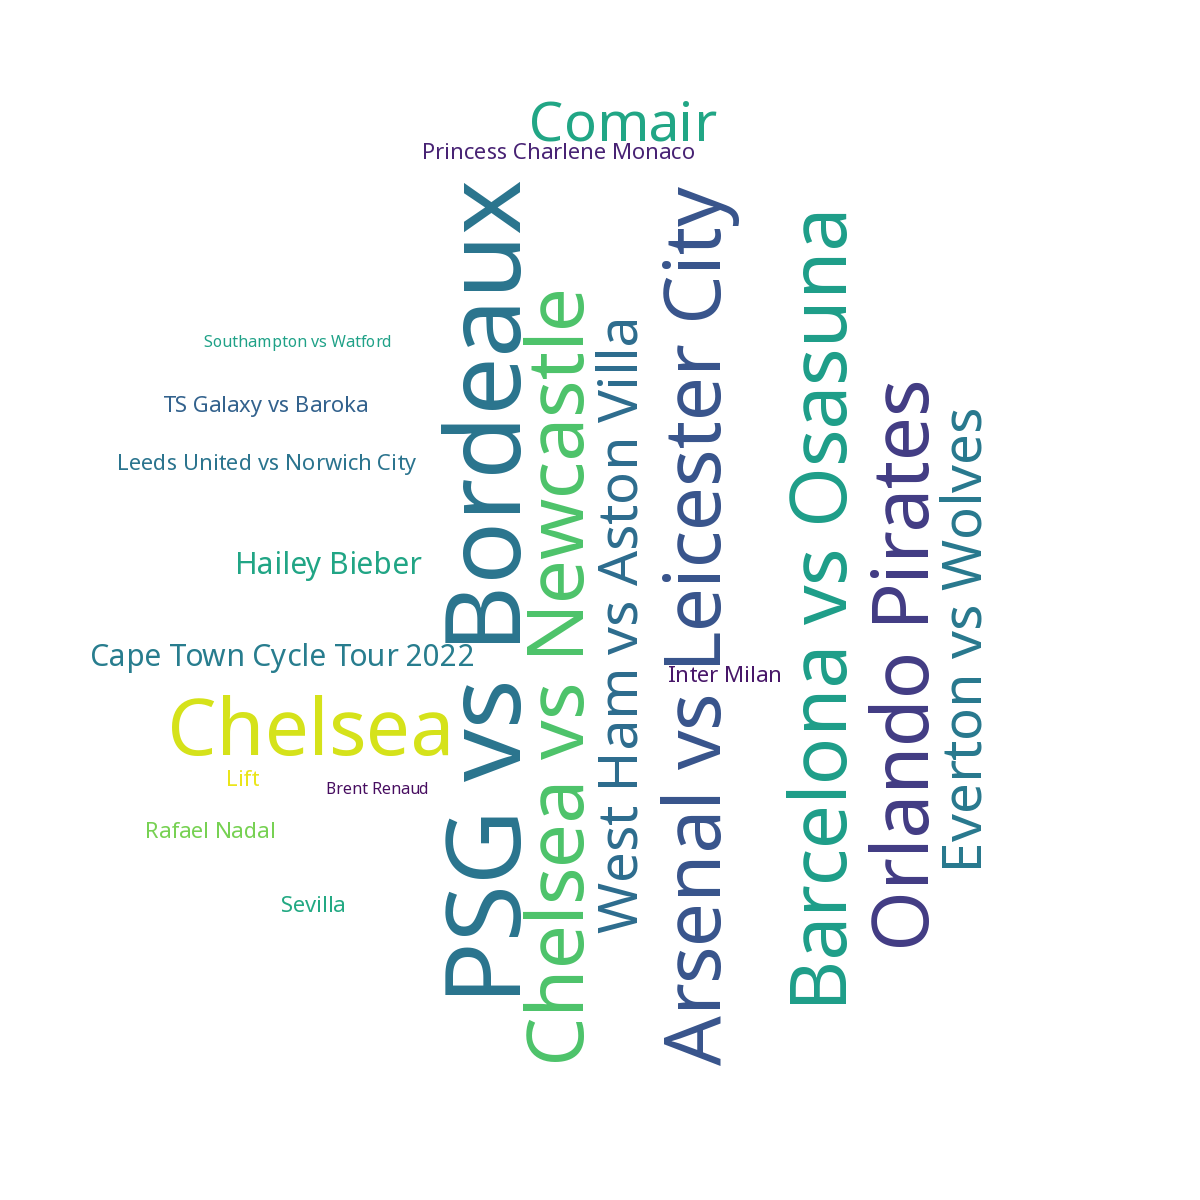 Comair
Princess Charlene Monaco
PSG vs Bordeaux
Chelsea vs Newcastle
West Ham vs Aston Villa
Arsenal vs Leicester City
Barcelona vs Osasuna
Orlando Pirates
Everton vs Wolves
Southampton vs Watford
TS Galaxy vs Baroka
Leeds United vs Norwich City
Hailey Bieber
Cape Town Cycle Tour 2022
Inter Milan
Chelsea
Lift
Brent Renaud
Rafael Nadal
Sevilla